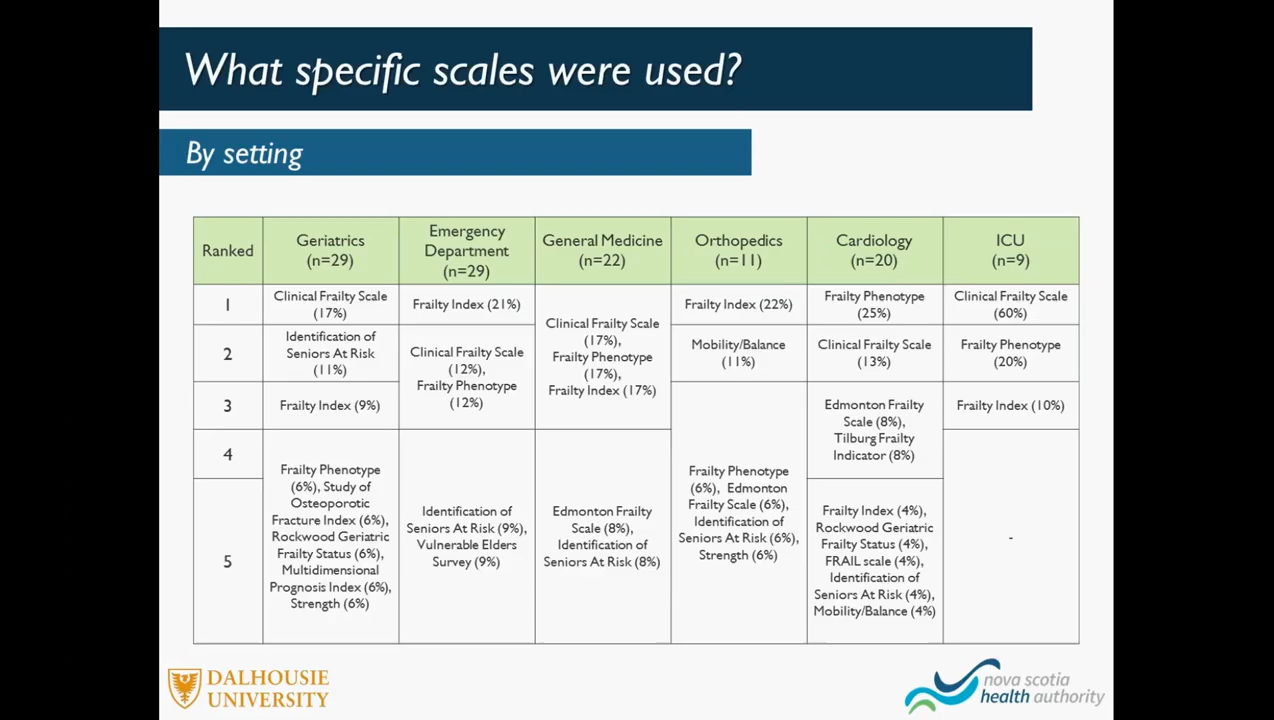 What specific scales were used?
By setting
Ranked
Geriatrics
(n=29)
Emergency
Department
(n=29)
General Medicine
(n=22)
Orthopedics
(n=11)
Cardiology
(n=20)
ICU
(n=9)
1
Clinical Frailty Scale
(17%)
Frailty Index (21%)
Clinical Frailty Scale
(17%),
Frailty Phenotype
(17%),
Frailty Index (17%)
Frailty Index (22%)
Frailty Phenotype
(25%)
Clinical Frailty Scale
(60%)
2
Identification of
Seniors At Risk
(11%)
Clinical Frailty Scale
(12%),
Frailty Phenotype
(12%)
Mobility/Balance
(11%)
Clinical Frailty Scale
(13%)
Frailty Phenotype
(20%)
3
Frailty Index (9%)
Frailty Phenotype
(6%), Edmonton
Frailty Scale (6%),
Identification of
Seniors At Risk (6%),
Strength (6%)
Edmonton Frailty
Scale (8%),
Tilburg Frailty
Indicator (8%)
Frailty Index (10%)
4
Frailty Phenotype
(6%), Study of
Osteoporotic
Fracture Index (6%),
Rockwood Geriatric
Frailty Status (6%),
Multidimensional
Prognosis Index (6%),
Strength (6%)
Identification of
Seniors At Risk (9%),
Vulnerable Elders
Survey (9%)
Edmonton Frailty
Scale (8%),
Identification of
Seniors At Risk (8%)
-
5
Frailty Index (4%),
Rockwood Geriatric
Frailty Status (4%),
FRAIL scale (4%),
Identification of
Seniors At Risk (4%),
Mobility/Balance (4%)
DALHOUSIE
UNIVERSITY
nova scotia
health authority